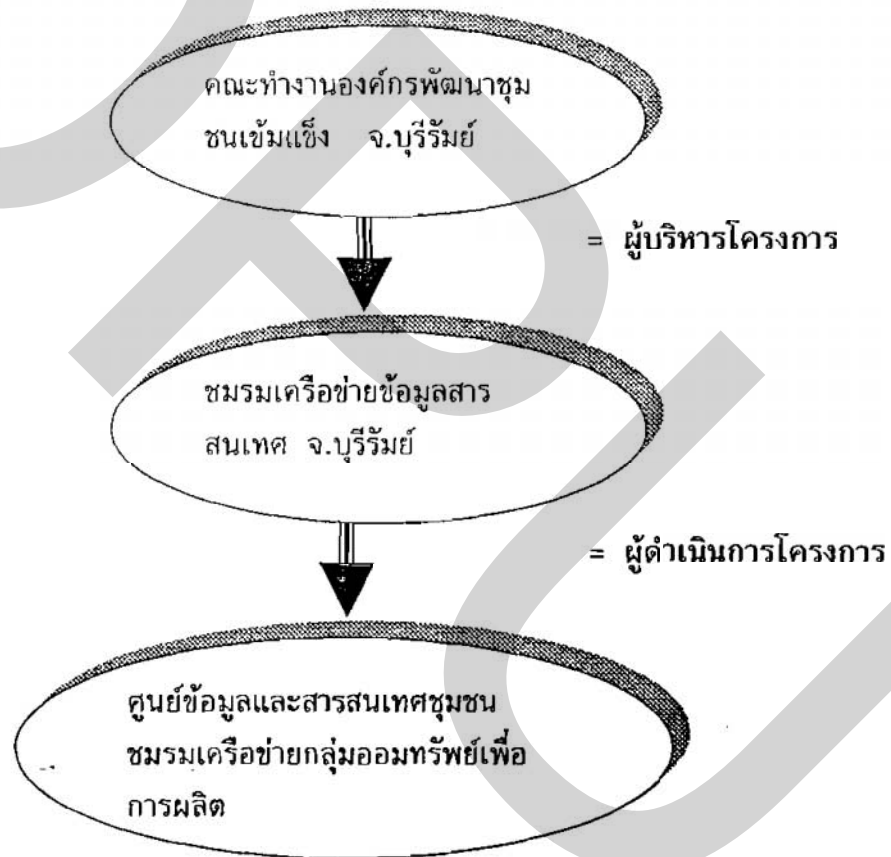 คณะทำงานองค์กรพัฒนาชุม
ชนเข้มแข็ง จ.บุรีรัมย์
= ผู้บริหารโครงการ
ชมรมเครือข่ายข้อมูลสาร
สนเทศ จ.บุรีรัมย์
= ผู้ดำเนินการโครงการ
ศูนย์ข้อมูลและสารสนเทศชุมชน
ชมรมเครือข่ายกลุ่มออมทรัพย์เพื่อ
การผลิต